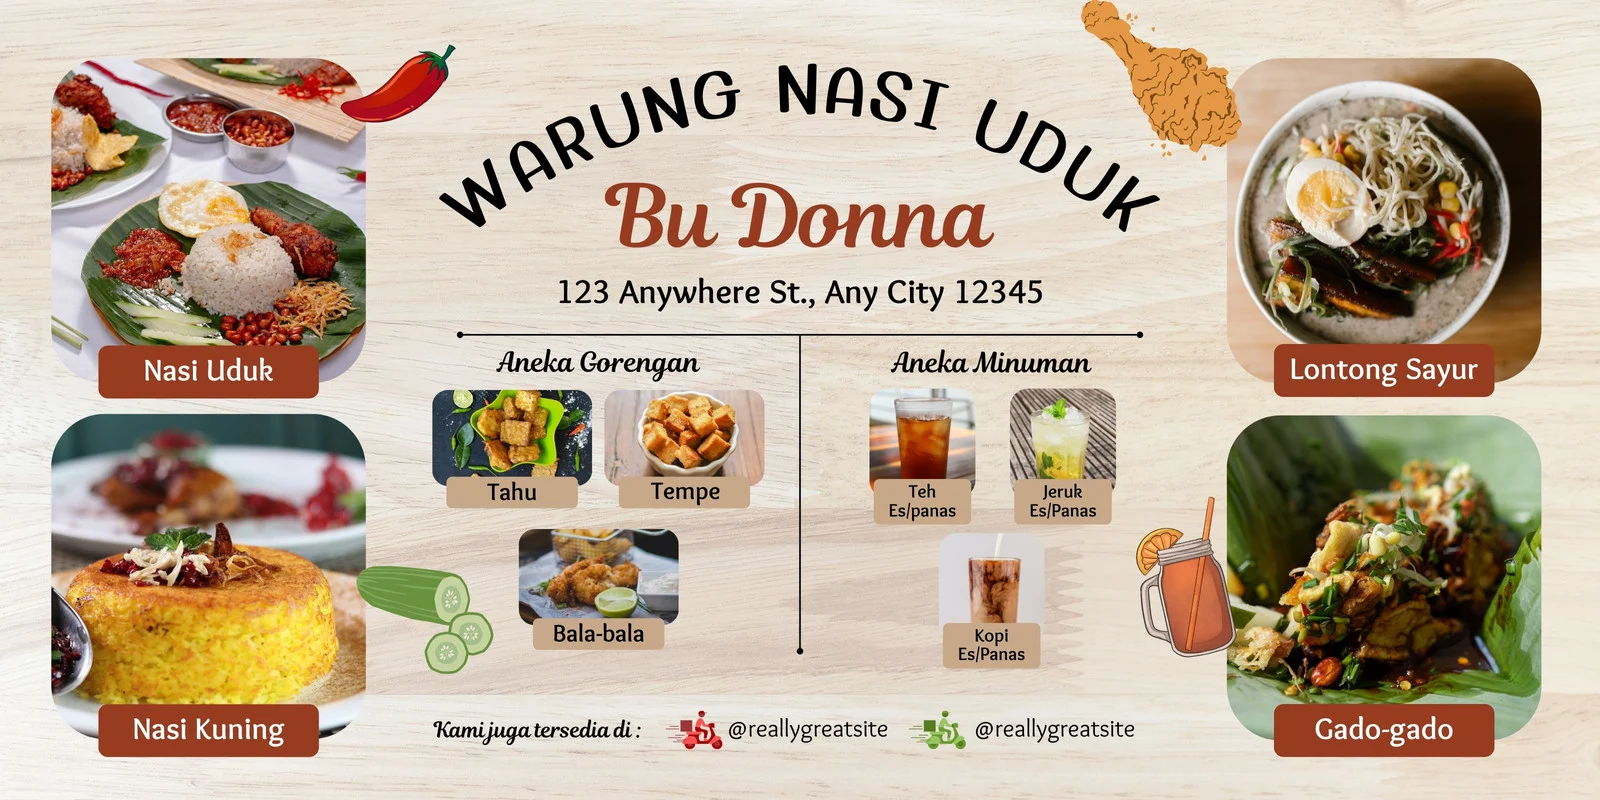 WARUNG NASI UDUK
Bu Donna
123 Anywhere St., Any City 12345
Nasi Uduk
Nasi Kuning
Aneka Gorengan
Tahu
Tempe
Bala-bala
Aneka Minuman
Teh
Es/panas
Jeruk
Es/Panas
Kopi
Es/Panas
Lontong Sayur
Gado-gado
Kami juga tersedia di :
@reallygreatsite
@reallygreatsite